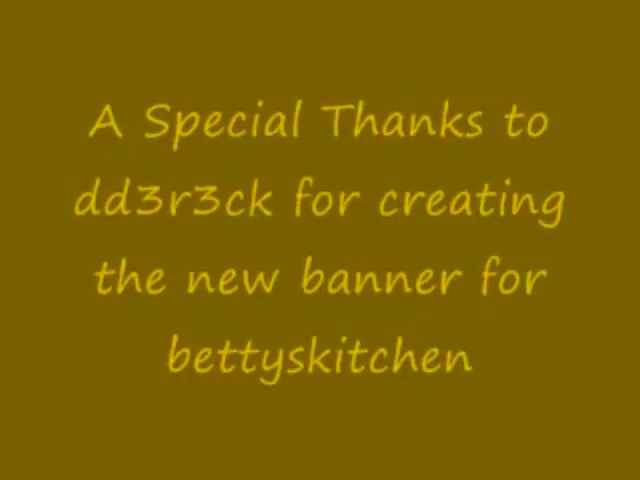 A Special Thanks to
dd3r3ck for creating
the new banner for
bettyskitchen